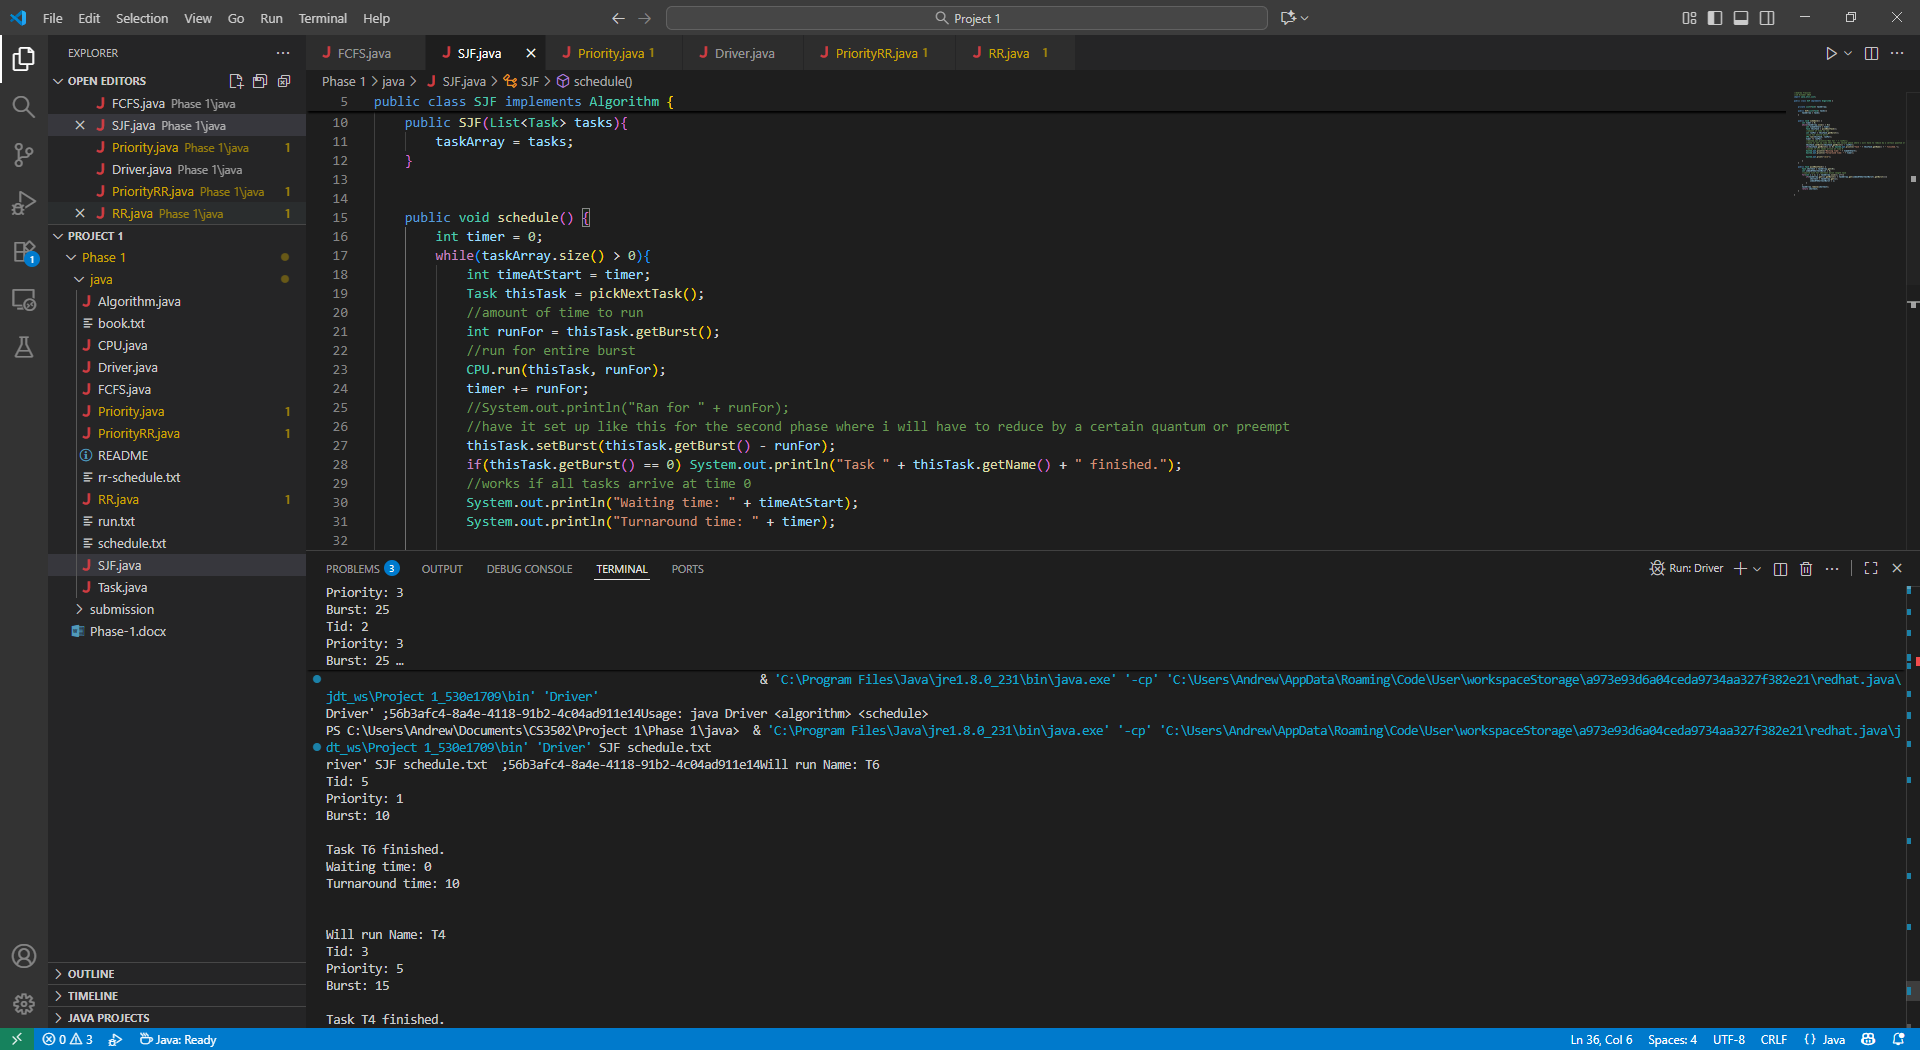 File Edit Selection View Go Run Terminal Help
Project 1
EXPLORER
OPEN EDITORS
FCFS.java Phase 1\java
SJF.java Phase 1\java
Priority.java Phase 1\java 1
Driver.java Phase 1\java
PriorityRR.java Phase 1\java 1
RR.java Phase 1\java 1
PROJECT 1
Phase 1
java
Algorithm.java
book.txt
CPU.java
Driver.java
FCFS.java
Priority.java 1
PriorityRR.java 1
README
rr-schedule.txt
RR.java 1
run.txt
schedule.txt
SJF.java
Task.java
submission
Phase-1.docx
OUTLINE
TIMELINE
JAVA PROJECTS
1
FCFS.java SJF.java Priority.java 1 Driver.java PriorityRR.java 1 RR.java 1
Phase 1 > java > SJF.java > SJF > schedule()
5 public class SJF implements Algorithm {
10 public SJF(List<Task> tasks){
11 taskArray = tasks;
12 }
13
14
15 public void schedule() {
16 int timer = 0;
17 while(taskArray.size() > 0){
18 int timeAtStart = timer;
19 Task thisTask = pickNextTask();
20 //amount of time to run
21 int runFor = thisTask.getBurst();
22 //run for entire burst
23 CPU.run(thisTask, runFor);
24 timer += runFor;
25 //System.out.println("Ran for " + runFor);
26 //have it set up like this for the second phase where i will have to reduce by a certain quantum or preempt
27 thisTask.setBurst(thisTask.getBurst() - runFor);
28 if(thisTask.getBurst() == 0) System.out.println("Task " + thisTask.getName() + " finished.");
29 //works if all tasks arrive at time 0
30 System.out.println("Waiting time: " + timeAtStart);
31 System.out.println("Turnaround time: " + timer);
32
PROBLEMS 3 OUTPUT DEBUG CONSOLE TERMINAL PORTS
Run: Driver
Priority: 3
Burst: 25
Tid: 2
Priority: 3
Burst: 25 …
& 'C:\Program Files\Java\jre1.8.0_231\bin\java.exe' '-cp' 'C:\Users\Andrew\AppData\Roaming\Code\User\workspaceStorage\a973e93d6a04ceda9734aa327f382e21\redhat.java\
jdt_ws\Project 1_530e1709\bin' 'Driver'
Driver' ;56b3afc4-8a4e-4118-91b2-4c04ad911e14Usage: java Driver <algorithm> <schedule>
PS C:\Users\Andrew\Documents\CS3502\Project 1\Phase 1\java> & 'C:\Program Files\Java\jre1.8.0_231\bin\java.exe' '-cp' 'C:\Users\Andrew\AppData\Roaming\Code\User\workspaceStorage\a973e93d6a04ceda9734aa327f382e21\redhat.java\j
dt_ws\Project 1_530e1709\bin' 'Driver' SJF schedule.txt
river' SJF schedule.txt ;56b3afc4-8a4e-4118-91b2-4c04ad911e14Will run Name: T6
Tid: 5
Priority: 1
Burst: 10
Task T6 finished.
Waiting time: 0
Turnaround time: 10
Will run Name: T4
Tid: 3
Priority: 5
Burst: 15
Task T4 finished.
0 3 Java: Ready
Ln 36, Col 6 Spaces: 4 UTF-8 CRLF {} Java